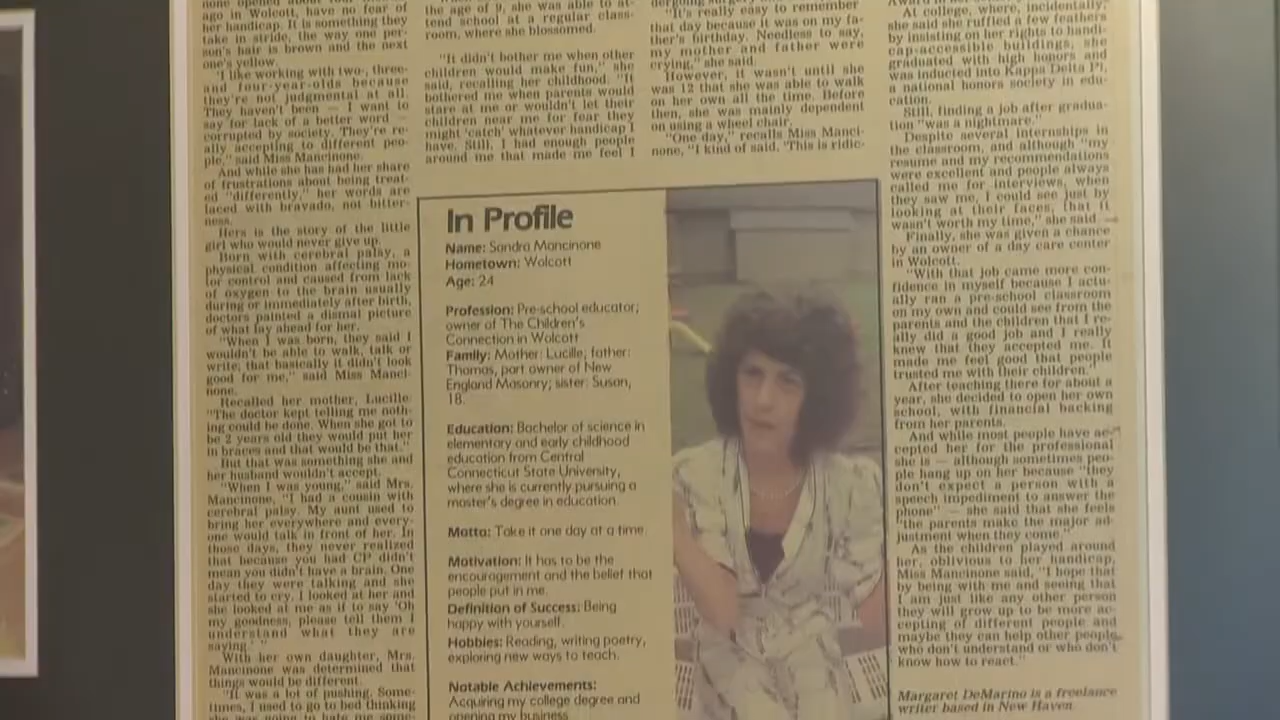 ago in Wolcott, have no fear of
her handicap. It is something they
take in stride, the way one per-
son's hair is brown and the next
one's yellow.
"I like working with two-, three-
and four-year-olds because
they're not judgmental at all.
They haven't been — I want to
say for lack of a better word —
corrupted by society. They're re-
ally accepting to different peo-
ple," said Miss Mancinone.
And while she has had her share
of frustrations about being treat-
ed "differently," her words are
laced with bravado, not bitter-
ness.
Hers is the story of the little
girl who would never give up.
Born with cerebral palsy, a
physical condition affecting mo-
tor control and caused from lack
of oxygen to the brain usually
during or immediately after birth,
doctors painted a dismal picture
of what lay ahead for her.
"When I was born, they said I
wouldn't be able to walk, talk or
write; that basically it didn't look
good for me," said Miss Manci-
none.
Recalled her mother, Lucille:
"The doctor kept telling me noth-
ing could be done. When she got to
be 2 years old they would put her
in braces and that would be that."
But that was something she and
her husband wouldn't accept.
"When I was young," said Mrs.
Mancinone, "I had a cousin with
cerebral palsy. My aunt used to
bring her everywhere and every-
one would talk in front of her. In
those days, they never realized
that because you had CP didn't
mean you didn't have a brain. One
day they were talking and she
started to cry. I looked at her and
she looked at me as if to say 'Oh
my goodness, please tell them I
understand what they are
saying.' "
With her own daughter, Mrs.
Mancinone was determined that
things would be different.
"It was a lot of pushing. Some-
times, I used to go to bed thinking
she was going to hate me some-
the age of 9, she was able to at-
tend school at a regular class-
room, where she blossomed.
"It didn't bother me when other
children would make fun," she
said, recalling her childhood. "It
bothered me when parents would
stare at me or wouldn't let their
children near me for fear they
might 'catch' whatever handicap I
have. Still, I had enough people
around me that made me feel I
"It's really easy to remember
that day because it was on my fa-
ther's birthday. Needless to say,
my mother and father were
crying," she said.
However, it wasn't until she
was 12 that she was able to walk
on her own all the time. Before
then, she was mainly dependent
on using a wheel chair.
"One day," recalls Miss Manci-
none, "I kind of said, 'This is ridic-
In Profile
Name: Sandra Mancinone
Hometown: Wolcott
Age: 24
Profession: Pre-school educator;
owner of The Children's
Connection in Wolcott
Family: Mother: Lucille; father:
Thomas, part owner of New
England Masonry; sister: Susan,
18.
Education: Bachelor of science in
elementary and early childhood
education from Central
Connecticut State University,
where she is currently pursuing a
master's degree in education.
Motto: Take it one day at a time.
Motivation: It has to be the
encouragement and the belief that
people put in me.
Definition of Success: Being
happy with yourself.
Hobbies: Reading, writing poetry,
exploring new ways to teach.
Notable Achievements:
Acquiring my college degree and
opening my business
At college, where, incidentally,
she said she ruffled a few feathers
by insisting on her rights to handi-
cap-accessible buildings, she
graduated with high honors and
was inducted into Kappa Delta Pi,
a national honors society in edu-
cation.
Still, finding a job after gradua-
tion "was a nightmare."
Despite several internships in
the classroom, and although "my
resume and my recommendations
were excellent and people always
called me for interviews, when
they saw me, I could see just by
looking at their faces, that it
wasn't worth my time," she said.
Finally, she was given a chance
by an owner of a day care center
in Wolcott.
"With that job came more con-
fidence in myself because I actu-
ally ran a pre-school classroom
on my own and could see from the
parents and the children that I re-
ally did a good job and I really
knew that they accepted me. It
made me feel good that people
trusted me with their children."
After teaching there for about a
year, she decided to open her own
school, with financial backing
from her parents.
And while most people have ac-
cepted her for the professional
she is — although sometimes peo-
ple hang up on her because "they
don't expect a person with a
speech impediment to answer the
phone" — she said that she feels
"the parents make the major ad-
justment when they come."
As the children played around
her, oblivious to her handicap,
Miss Mancinone said, "I hope that
by being with me and seeing that
I am just like any other person
they will grow up to be more ac-
cepting of different people and
maybe they can help other people
who don't understand or who don't
know how to react."
Margaret DeMarino is a freelance
writer based in New Haven.